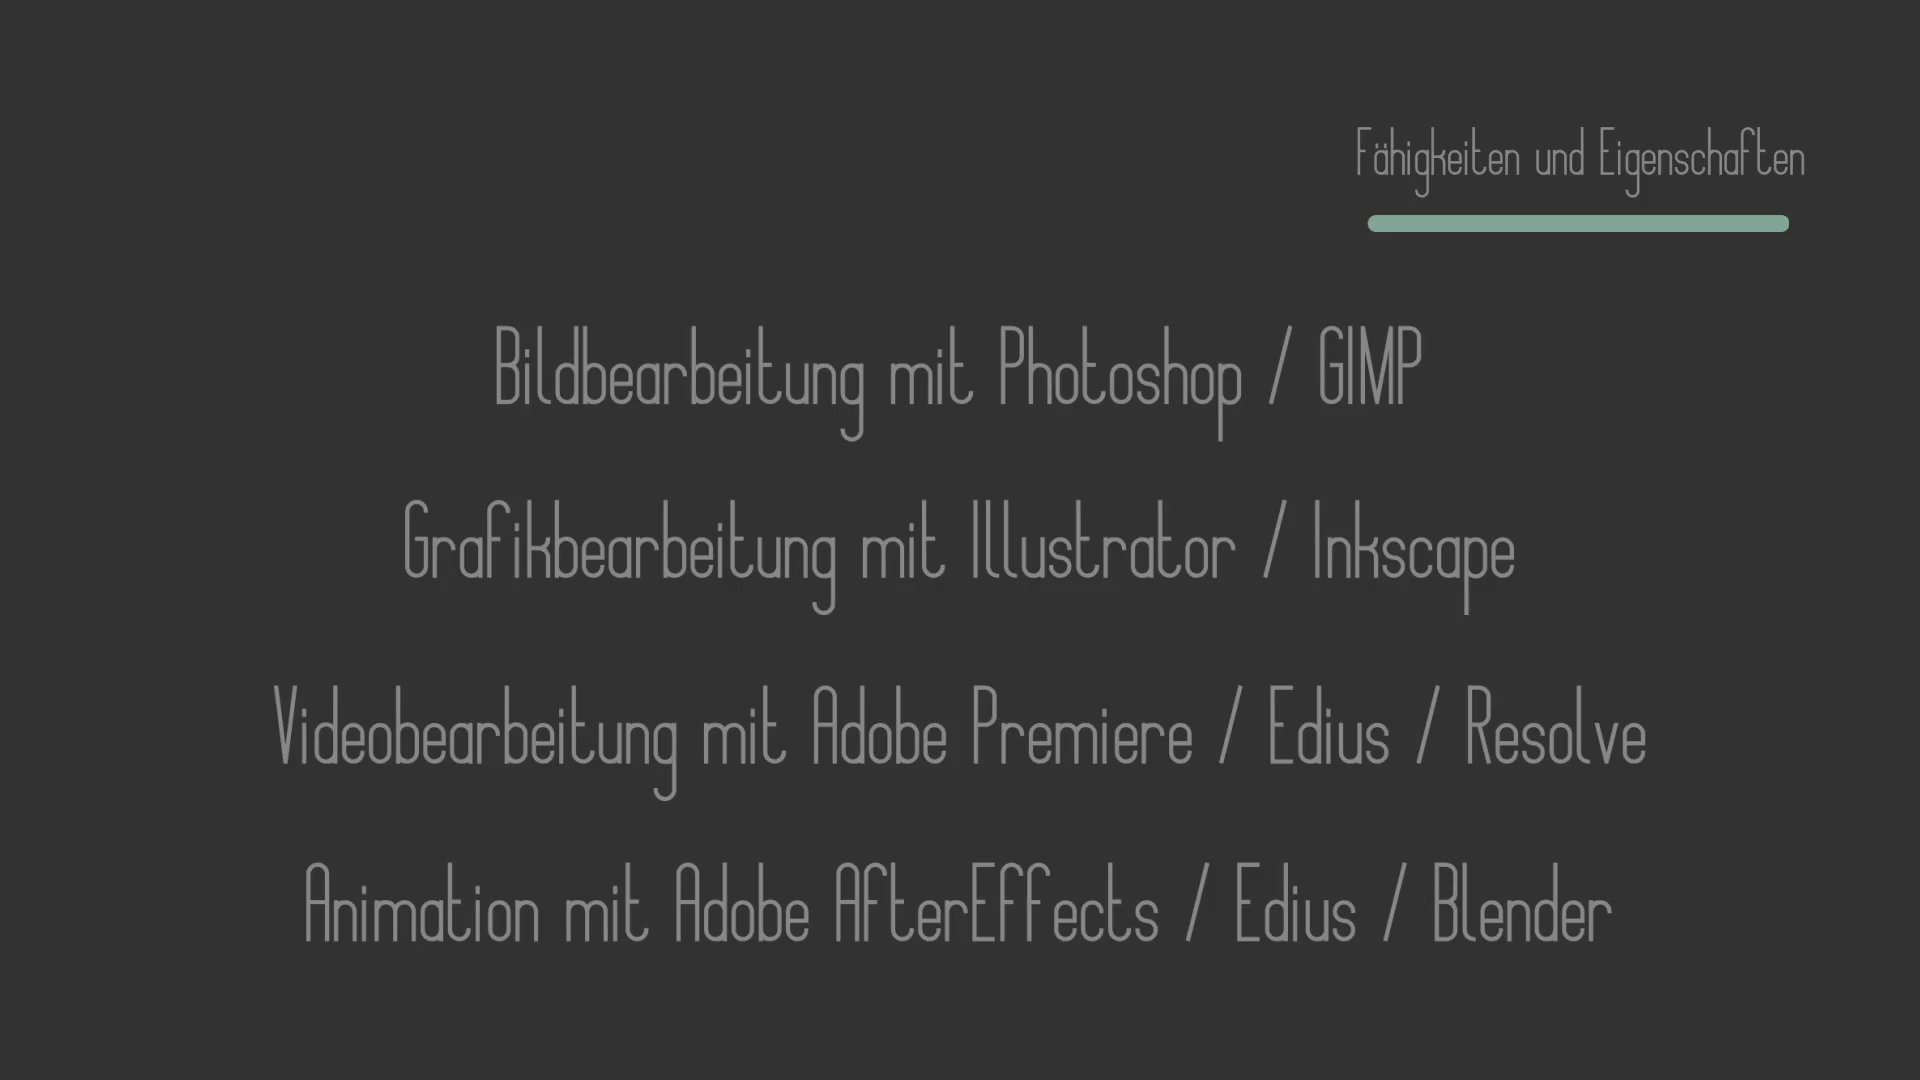 Fähigkeiten und Eigenschaften
Bildbearbeitung mit Photoshop / GIMP
Grafikbearbeitung mit Illustrator / Inkscape
Videobearbeitung mit Adobe Premiere / Edius / Resolve
Animation mit Adobe AfterEffects / Edius / Blender